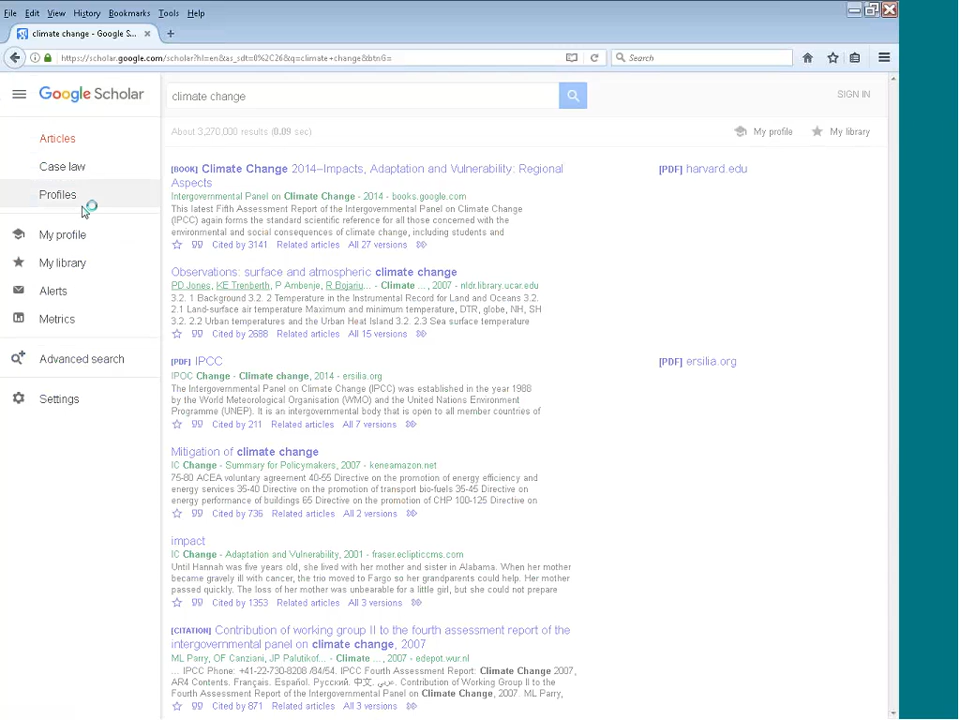 File Edit View History Bookmarks Tools Help
climate change - Google S...
https://scholar.google.com/scholar?hl=en&as_sdt=0%2C26&q=climate+change&btnG=
Search
Google Scholar
climate change
SIGN IN
About 3,270,000 results (0.09 sec)
My profile
My library
Articles
Case law
Profiles
My profile
My library
Alerts
Metrics
Advanced search
Settings
[BOOK] Climate Change 2014–Impacts, Adaptation and Vulnerability: Regional
Aspects
Intergovernmental Panel on Climate Change - 2014 - books.google.com
This latest Fifth Assessment Report of the Intergovernmental Panel on Climate Change
(IPCC) again forms the standard scientific reference for all those concerned with the
environmental and social consequences of climate change, including students and
Cited by 3141 Related articles All 27 versions
[PDF] harvard.edu
Observations: surface and atmospheric climate change
PD Jones, KE Trenberth, P Ambenje, R Bojariu... - Climate ..., 2007 - nldr.library.ucar.edu
3.2. 1 Background 3.2. 2 Temperature in the Instrumental Record for Land and Oceans 3.2.
2.1 Land-surface air temperature Maximum and minimum temperature, DTR, globe, NH, SH
3.2. 2.2 Urban temperatures and the Urban Heat Island 3.2. 2.3 Sea surface temperature
Cited by 2688 Related articles All 15 versions
[PDF] IPCC
IPOC Change - Climate change, 2014 - ersilia.org
The Intergovernmental Panel on Climate Change (IPCC) was established in the year 1988
by the World Meteorological Organisation (WMO) and the United Nations Environment
Programme (UNEP). It is an intergovernmental body that is open to all member countries of
Cited by 211 Related articles All 7 versions
[PDF] ersilia.org
Mitigation of climate change
IC Change - Summary for Policymakers, 2007 - keneamazon.net
75-80 ACEA voluntary agreement 40-55 Directive on the promotion of energy efficiency and
energy services 35-40 Directive on the promotion of transport bio-fuels 35-45 Directive on
energy performance of buildings 65 Directive on the promotion of CHP 100-125 Directive on
Cited by 736 Related articles All 2 versions
impact
IC Change - Adaptation and Vulnerability, 2001 - fraser.eclipticcms.com
Until Hannah was five years old, she lived with her mother and sister in Alabama. When her mother
became gravely ill with cancer, the trio moved to Fargo so her grandparents could help. Her mother
passed quickly. The loss of her mother was unbearable for a little girl, but she could not prepare
Cited by 1353 Related articles All 3 versions
[CITATION] Contribution of working group II to the fourth assessment report of the
intergovernmental panel on climate change, 2007
ML Parry, OF Canziani, JP Palutikof... - Climate ..., 2007 - edepot.wur.nl
... IPCC Phone: +41-22-730-8208 /84/54. IPCC Fourth Assessment Report: Climate Change 2007,
AR4 Contents. Français. Español. Русский. 中文. عربي. Contribution of Working Group II to the
Fourth Assessment Report of the Intergovernmental Panel on Climate Change, 2007. ML Parry,
Cited by 871 Related articles All 3 versions